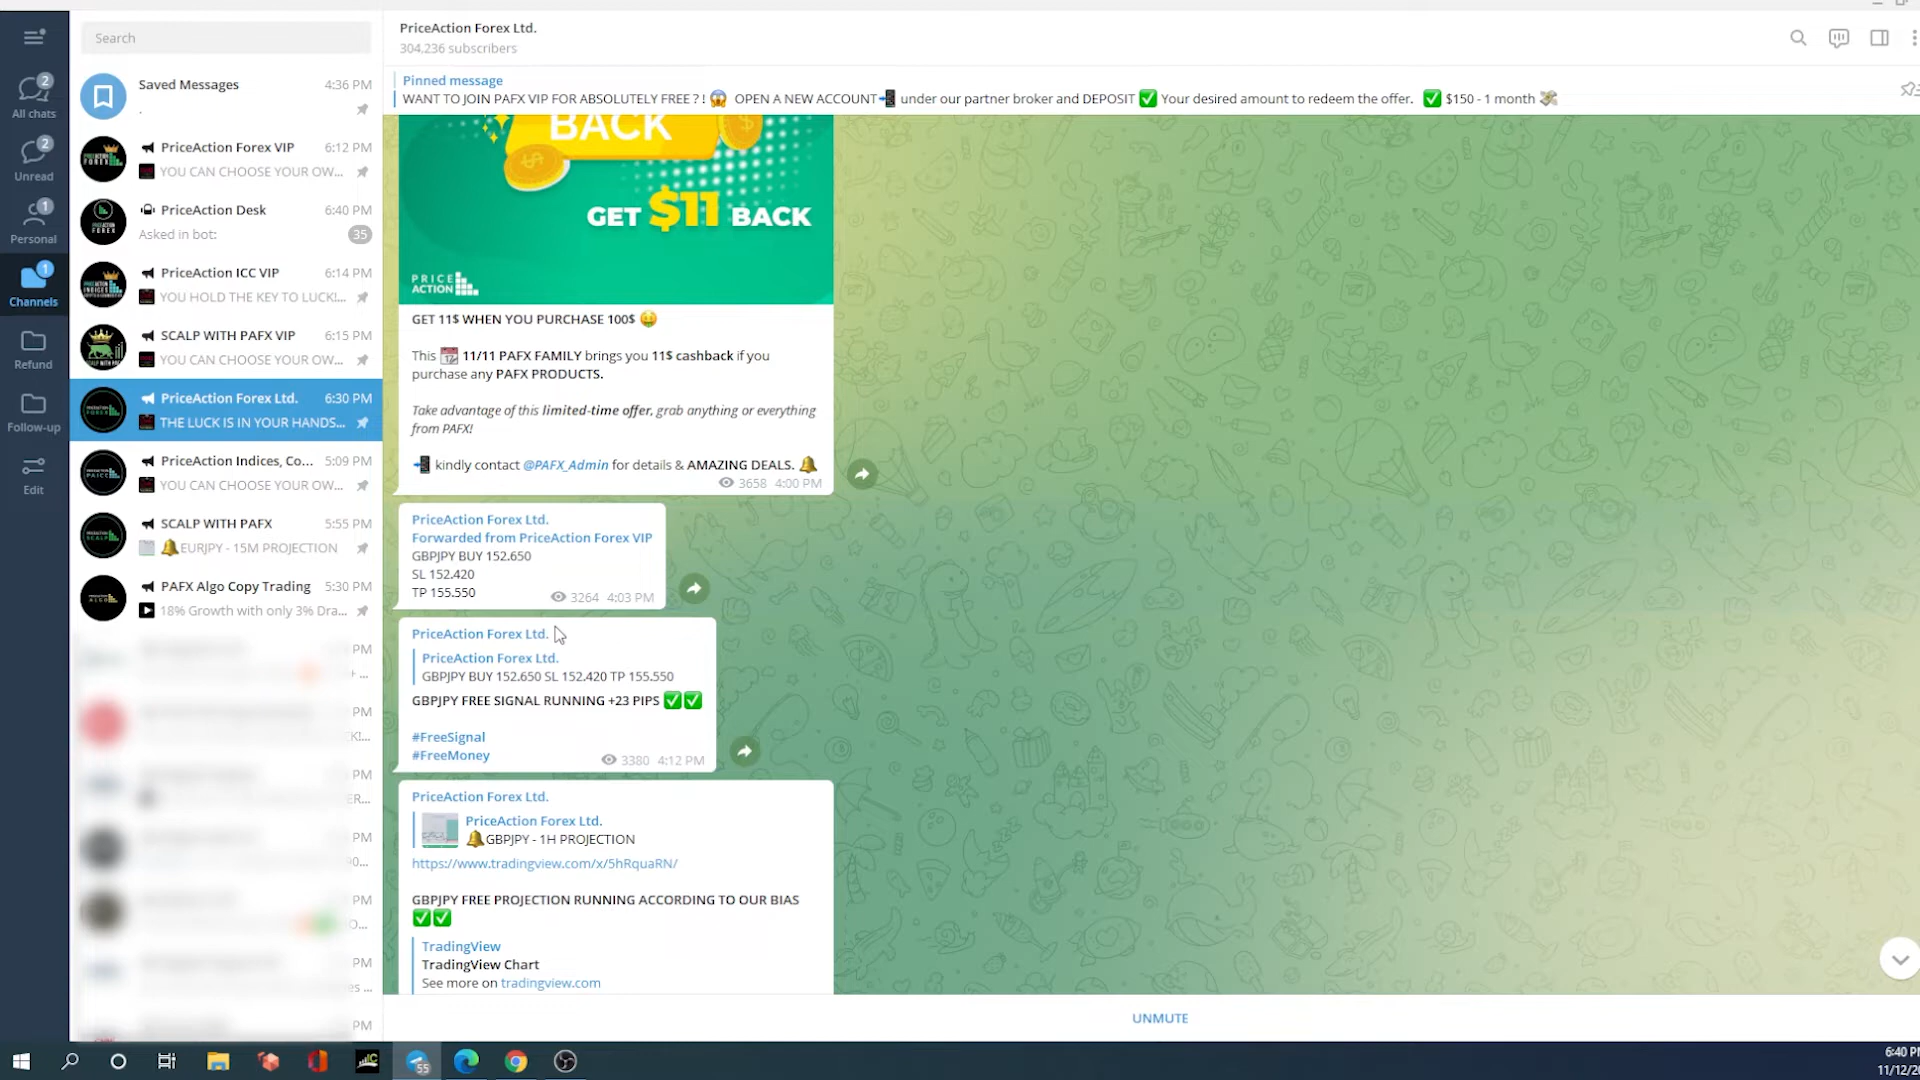 Search
Saved Messages
4:36 PM
.
PriceAction Forex VIP
6:12 PM
YOU CAN CHOOSE YOUR OW...
PriceAction Desk
6:40 PM
Asked in bot:
35
PriceAction ICC VIP
6:14 PM
YOU HOLD THE KEY TO LUCK!...
SCALP WITH PAFX VIP
6:15 PM
YOU CAN CHOOSE YOUR OW...
PriceAction Forex Ltd.
6:30 PM
THE LUCK IS IN YOUR HANDS...
PriceAction Indices, Co...
5:09 PM
YOU CAN CHOOSE YOUR OW...
SCALP WITH PAFX
5:55 PM
🔔EURJPY - 15M PROJECTION
PAFX Algo Copy Trading
5:30 PM
18% Growth with only 3% Dra...
2
All chats
2
Unread
1
Personal
1
Channels
Refund
Follow-up
Edit
PriceAction Forex Ltd.
304,236 subscribers
Pinned message
WANT TO JOIN PAFX VIP FOR ABSOLUTELY FREE ? ! 😱 OPEN A NEW ACCOUNT📲 under our partner broker and DEPOSIT ✅ Your desired amount to redeem the offer. ✅ $150 - 1 month 💸
BACK
GET $11 BACK
PRICE
ACTION
GET 11$ WHEN YOU PURCHASE 100$ 🤑
This 📆 11/11 PAFX FAMILY brings you 11$ cashback if you
purchase any PAFX PRODUCTS.
Take advantage of this limited-time offer, grab anything or everything
from PAFX!
📲 kindly contact @PAFX_Admin for details & AMAZING DEALS. 🔔
3658 4:00 PM
PriceAction Forex Ltd.
Forwarded from PriceAction Forex VIP
GBPJPY BUY 152.650
SL 152.420
TP 155.550
3264 4:03 PM
PriceAction Forex Ltd.
PriceAction Forex Ltd.
GBPJPY BUY 152.650 SL 152.420 TP 155.550
GBPJPY FREE SIGNAL RUNNING +23 PIPS ✅✅
#FreeSignal
#FreeMoney
3380 4:12 PM
PriceAction Forex Ltd.
PriceAction Forex Ltd.
🔔GBPJPY - 1H PROJECTION
https://www.tradingview.com/x/5hRquaRN/
GBPJPY FREE PROJECTION RUNNING ACCORDING TO OUR BIAS
✅✅
TradingView
TradingView Chart
See more on tradingview.com
UNMUTE
55
6:40 PM
11/12/20